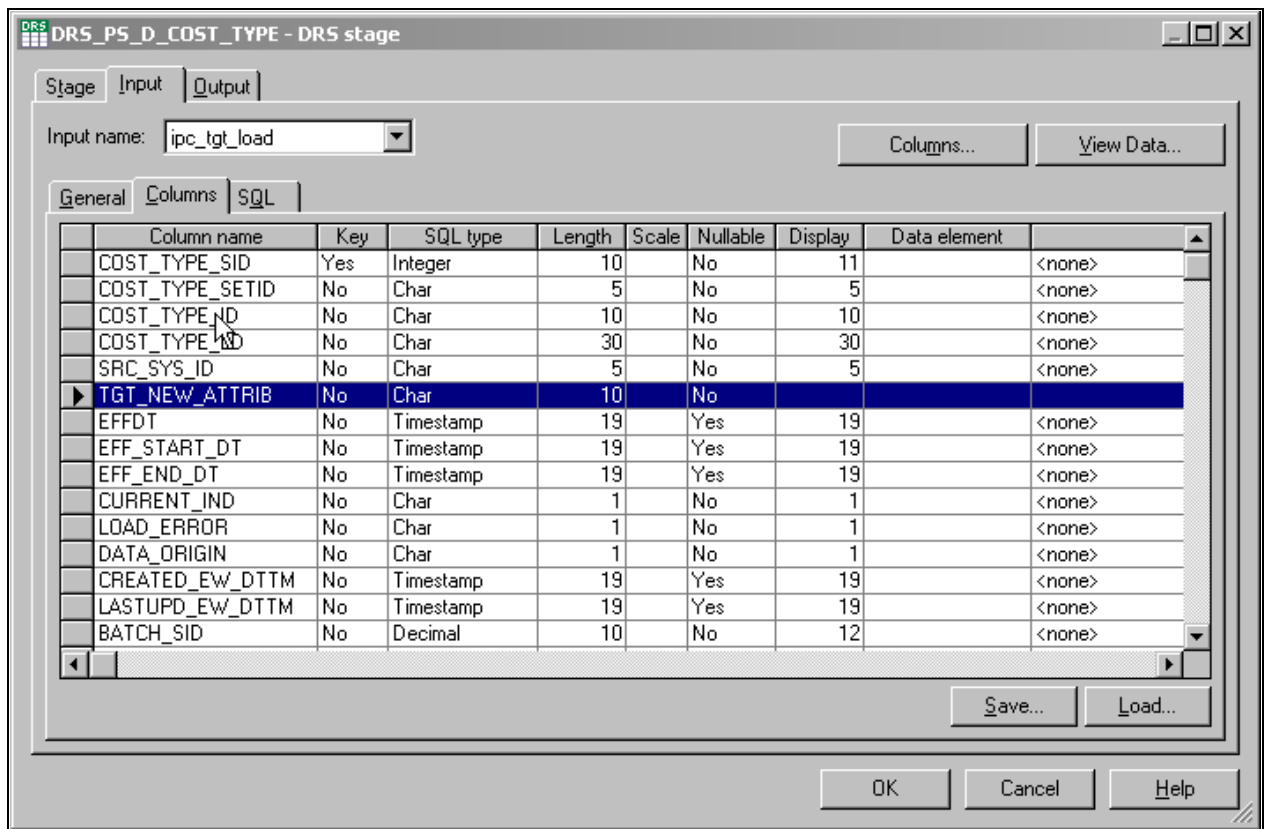 DRS DRS_PS_D_COST_TYPE - DRS stage
Stage Input Output
Input name: ipc_tgt_load Columns... View Data...
General Columns SQL
Column name Key SQL type Length Scale Nullable Display Data element
COST_TYPE_SID Yes Integer 10 No 11 <none>
COST_TYPE_SETID No Char 5 No 5 <none>
COST_TYPE_ID No Char 10 No 10 <none>
No Char 30 No 30 <none>
SRC_SYS_ID No Char 5 No 5 <none>
TGT_NEW_ATTRIB No Char 10 No
EFFDT No Timestamp 19 Yes 19 <none>
EFF_START_DT No Timestamp 19 Yes 19 <none>
EFF_END_DT No Timestamp 19 Yes 19 <none>
CURRENT_IND No Char 1 No 1 <none>
LOAD_ERROR No Char 1 No 1 <none>
DATA_ORIGIN No Char 1 No 1 <none>
CREATED_EW_DTTM No Timestamp 19 Yes 19 <none>
LASTUPD_EW_DTTM No Timestamp 19 Yes 19 <none>
BATCH_SID No Decimal 10 No 12 <none>
Save... Load...
OK Cancel Help